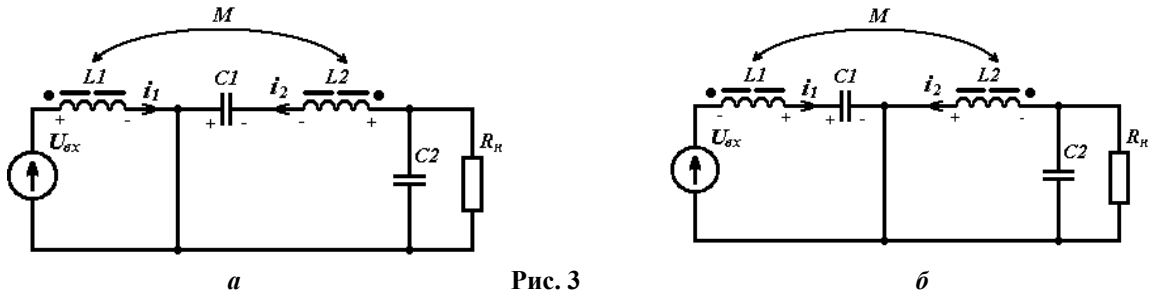 M
L1 i1 C1 i2 L2
+ - + - - +
Uвх C2 Rн
а
Рис. 3
M
L1 i1 C1 i2 L2
- + + - + -
Uвх C2 Rн
б